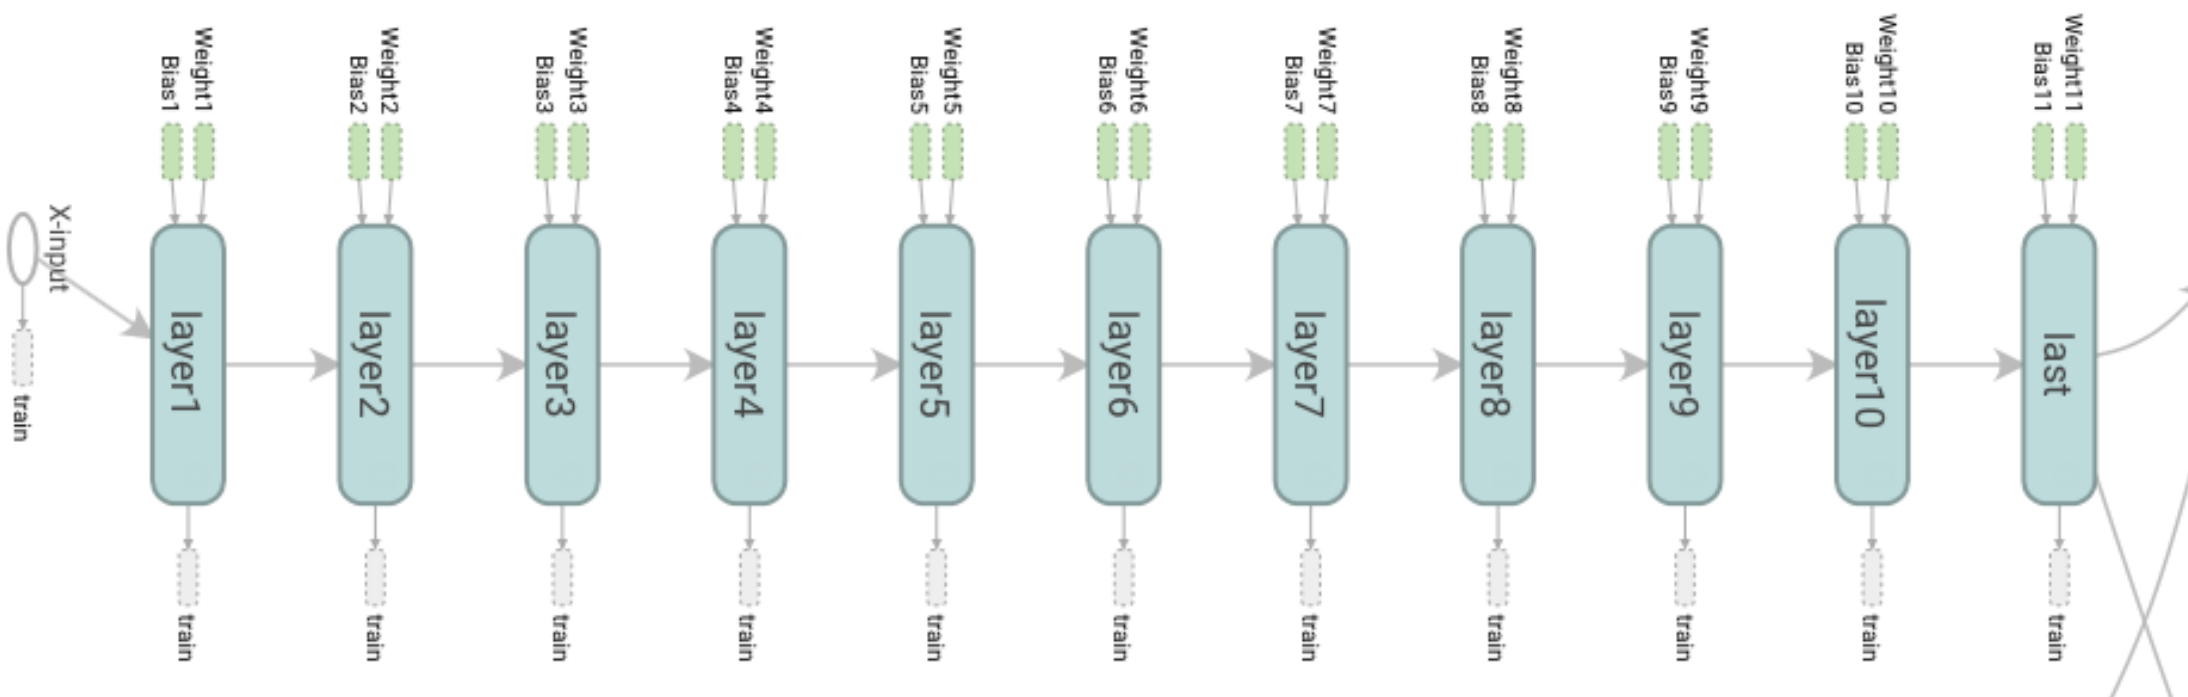 X-input
train
Weight1
Bias1
layer1
train
Weight2
Bias2
layer2
train
Weight3
Bias3
layer3
train
Weight4
Bias4
layer4
train
Weight5
Bias5
layer5
train
Weight6
Bias6
layer6
train
Weight7
Bias7
layer7
train
Weight8
Bias8
layer8
train
Weight9
Bias9
layer9
train
Weight10
Bias10
layer10
train
Weight11
Bias11
last
train